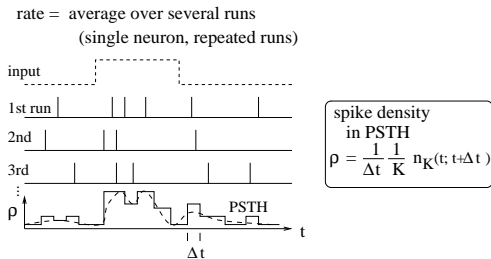 rate = average over several runs
(single neuron, repeated runs)
input
1st run
2nd
3rd
...
ρ
PSTH
t
Δt
spike density
in PSTH
ρ = 1/Δt 1/K n_K(t; t+Δt)